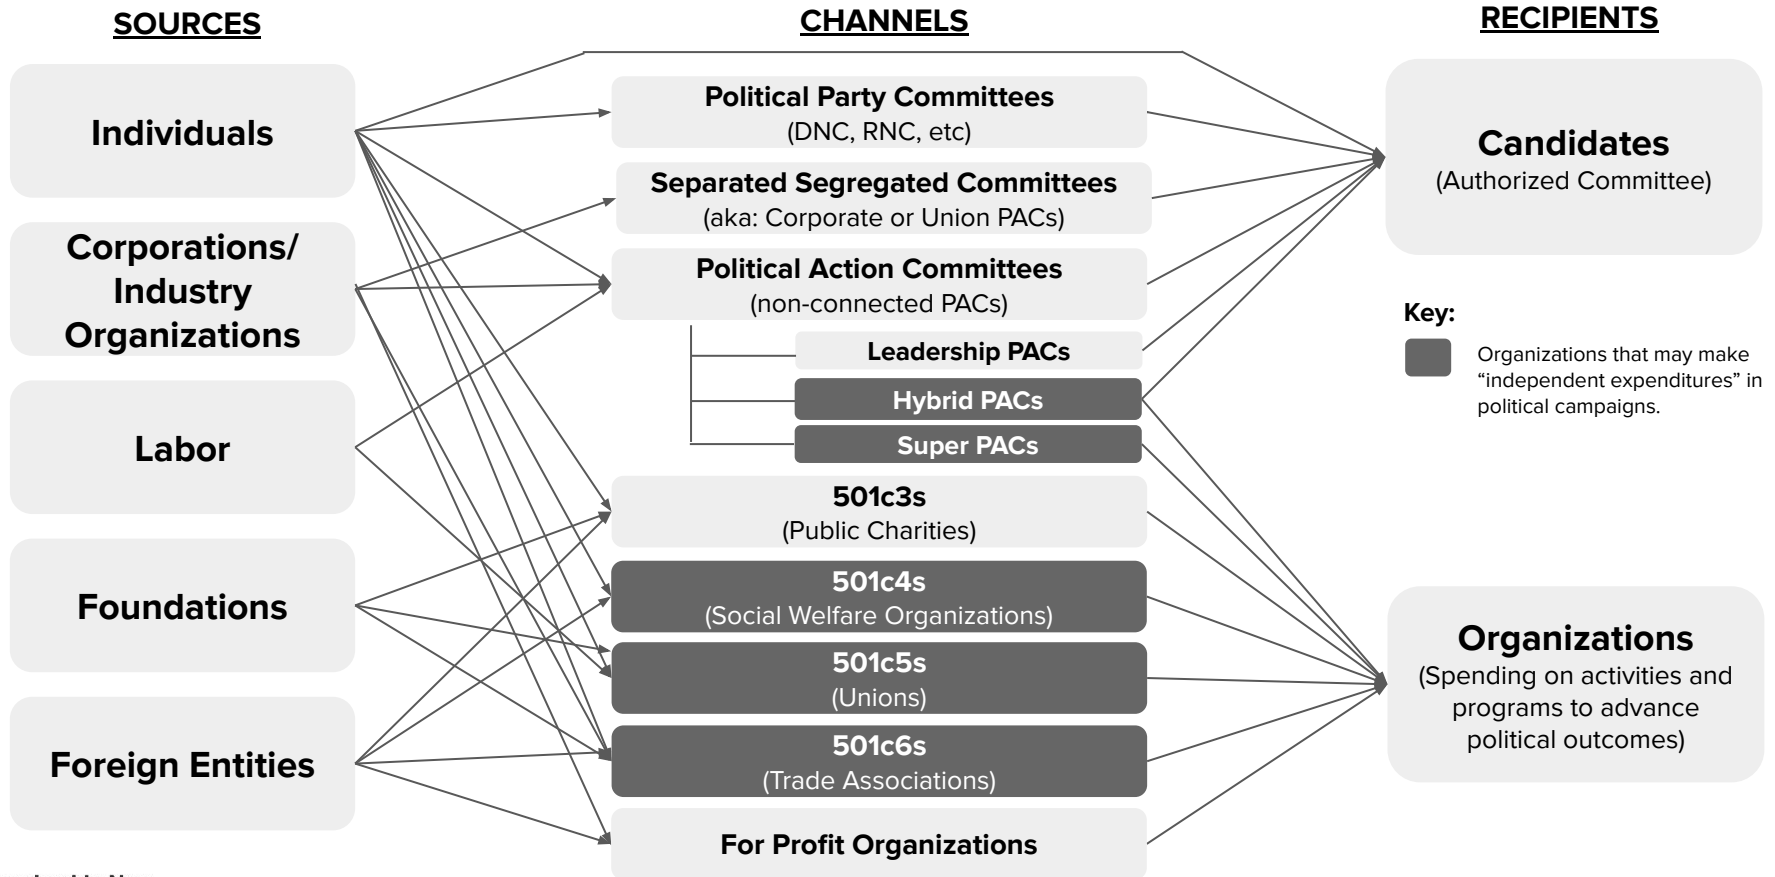 SOURCES
CHANNELS
RECIPIENTS
Individuals
Corporations/
Industry
Organizations
Labor
Foundations
Foreign Entities
Political Party Committees
(DNC, RNC, etc)
Separated Segregated Committees
(aka: Corporate or Union PACs)
Political Action Committees
(non-connected PACs)
Leadership PACs
Hybrid PACs
Super PACs
501c3s
(Public Charities)
501c4s
(Social Welfare Organizations)
501c5s
(Unions)
501c6s
(Trade Associations)
For Profit Organizations
Candidates
(Authorized Committee)
Key:
Organizations that may make
“independent expenditures” in
political campaigns.
Organizations
(Spending on activities and
programs to advance
political outcomes)